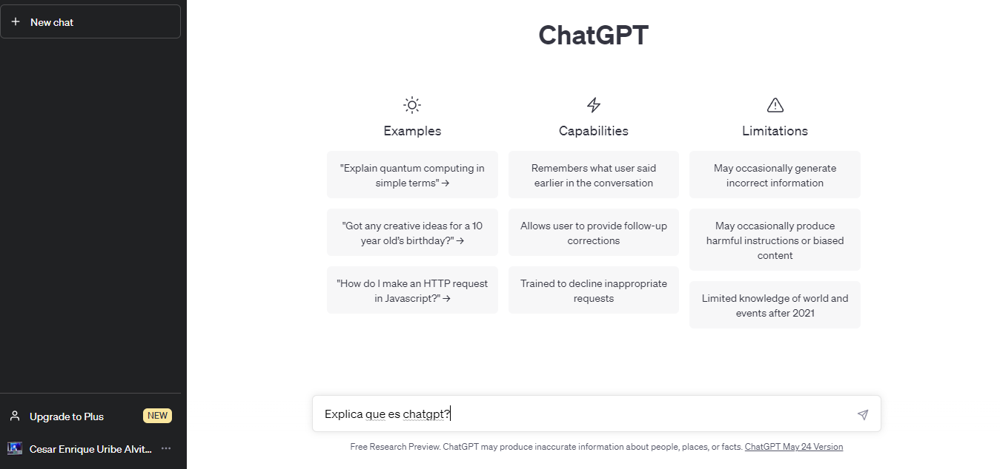 New chat
ChatGPT
Examples
"Explain quantum computing in
simple terms" →
"Got any creative ideas for a 10
year old's birthday?" →
"How do I make an HTTP request
in Javascript?" →
Capabilities
Remembers what user said
earlier in the conversation
Allows user to provide follow-up
corrections
Trained to decline inappropriate
requests
Limitations
May occasionally generate
incorrect information
May occasionally produce
harmful instructions or biased
content
Limited knowledge of world and
events after 2021
Explica que es chatgpt?
Free Research Preview. ChatGPT may produce inaccurate information about people, places, or facts. ChatGPT May 24 Version
Upgrade to Plus NEW
Cesar Enrique Uribe Alvit...